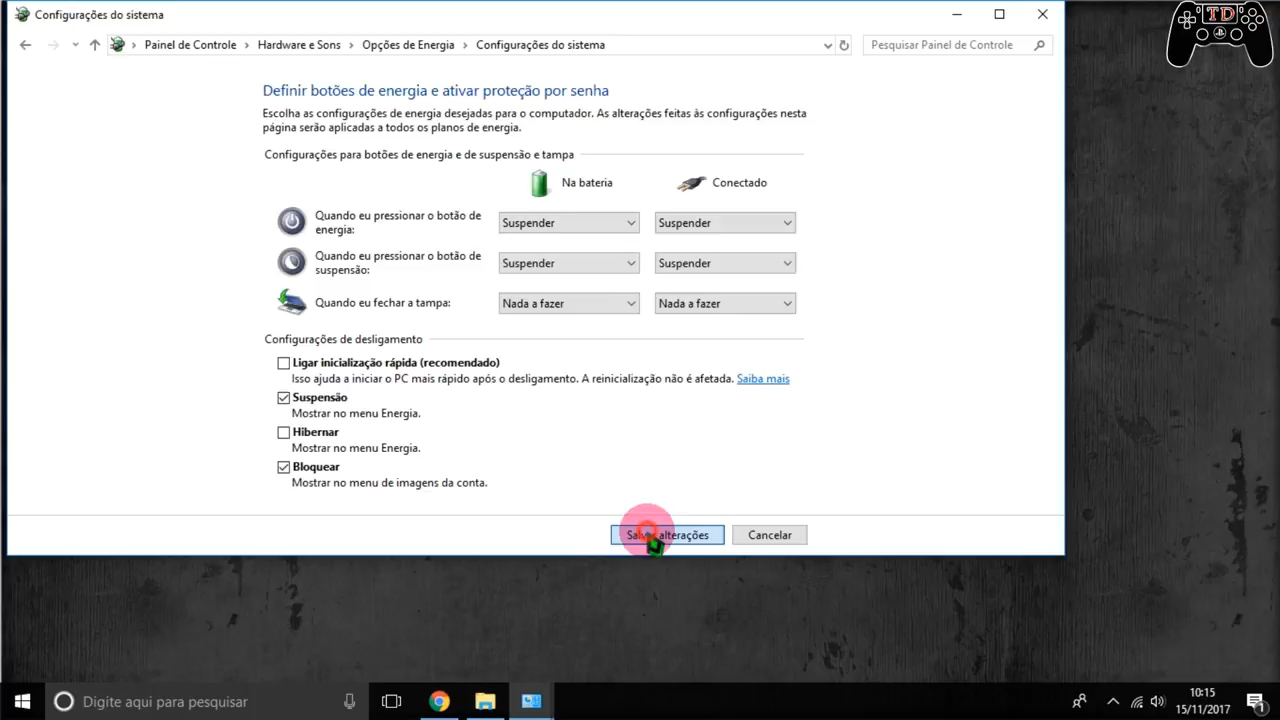 Configurações do sistema
TD
Painel de Controle > Hardware e Sons > Opções de Energia > Configurações do sistema
Pesquisar Painel de Controle
Definir botões de energia e ativar proteção por senha
Escolha as configurações de energia desejadas para o computador. As alterações feitas às configurações nesta
página serão aplicadas a todos os planos de energia.
Configurações para botões de energia e de suspensão e tampa
Na bateria
Conectado
Quando eu pressionar o botão de
energia:
Suspender
Suspender
Quando eu pressionar o botão de
suspensão:
Suspender
Suspender
Quando eu fechar a tampa:
Nada a fazer
Nada a fazer
Configurações de desligamento
Ligar inicialização rápida (recomendado)
Isso ajuda a iniciar o PC mais rápido após o desligamento. A reinicialização não é afetada. Saiba mais
Suspensão
Mostrar no menu Energia.
Hibernar
Mostrar no menu Energia.
Bloquear
Mostrar no menu de imagens da conta.
Salvar alterações
Cancelar
Digite aqui para pesquisar
10:15
15/11/2017
1